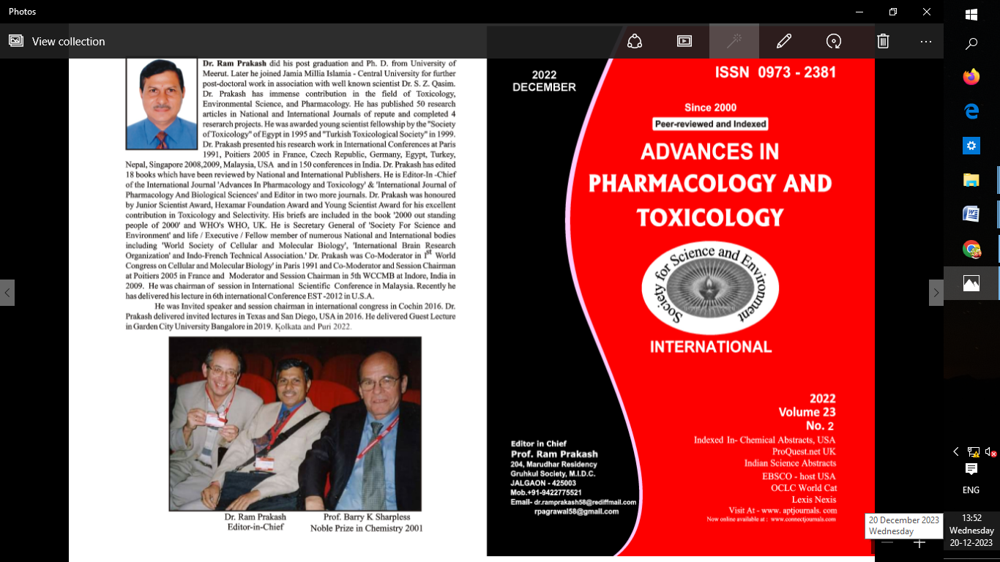 Photos
View collection
Dr. Ram Prakash did his post graduation and Ph. D. from University of
Meerut. Later he joined Jamia Millia Islamia - Central University for further
post-doctoral work in association with well known scientist Dr. S. Z. Qasim.
Dr. Prakash has immense contribution in the field of Toxicology,
Environmental Science, and Pharmacology. He has published 50 research
articles in National and International Journals of repute and completed 4
reserarch projects. He was awarded young scientist fellowship by the "Society
of Toxicology" of Egypt in 1995 and "Turkish Toxicological Society" in 1999.
Dr. Prakash presented his research work in International Conferences at Paris
1991, Poitiers 2005 in France, Czech Republic, Germany, Egypt, Turkey,
Nepal, Singapore 2008,2009, Malaysia, USA and in 150 conferences in India. Dr. Prakash has edited
18 books which have been reviewed by National and International Publishers. He is Editor-In -Chief
of the International Journal 'Advances In Pharmacology and Toxicology' & 'International Journal of
Pharmacology And Biological Sciences' and Editor in two more journals. Dr. Prakash was honoured
by Junior Scientist Award, Hexamar Foundation Award and Young Scientist Award for his excellent
contribution in Toxicology and Selectivity. His briefs are included in the book '2000 out standing
people of 2000' and WHO's WHO, UK. He is Secretary General of 'Society For Science and
Environment' and life / Executive / Fellow member of numerous National and International bodies
including 'World Society of Cellular and Molecular Biology', 'International Brain Research
Organization' and Indo-French Technical Association.' Dr. Prakash was Co-Moderator in 1st World
Congress on Cellular and Molecular Biology' in Paris 1991 and Co-Moderator and Session Chairman
at Poitiers 2005 in France and Moderator and Session Chairman in 5th WCCMB at Indore, India in
2009. He was chairman of session in International Scientific Conference in Malaysia. Recently he
has delivered his lecture in 6th international Conference EST -2012 in U.S.A.
He was Invited speaker and session chairman in international congress in Cochin 2016. Dr.
Prakash delivered invited lectures in Texas and San Diego, USA in 2016. He delivered Guest Lecture
in Garden City University Bangalore in 2019. Kolkata and Puri 2022.
Dr. Ram Prakash
Editor-in-Chief
Prof. Barry K Sharpless
Noble Prize in Chemistry 2001
2022
DECEMBER
ISSN 0973 - 2381
Since 2000
Peer-reviewed and Indexed
ADVANCES IN
PHARMACOLOGY AND
TOXICOLOGY
Society for Science and Environment
INTERNATIONAL
2022
Volume 23
No. 2
Indexed In- Chemical Abstracts, USA
ProQuest.net UK
Indian Science Abstracts
EBSCO - host USA
OCLC World Cat
Lexis Nexis
Visit At - www. aptjournals. com
Now online available at : www.connectjournals.com
Editor in Chief
Prof. Ram Prakash
204, Marudhar Residency
Gruhkul Society, M.I.D.C.
JALGAON - 425003
Mob.+91-9422775521
Email- dr.ramprakash58@rediffmail.com
rpagrawal58@gmail.com
20 December 2023
Wednesday
ENG
13:52
Wednesday
20-12-2023